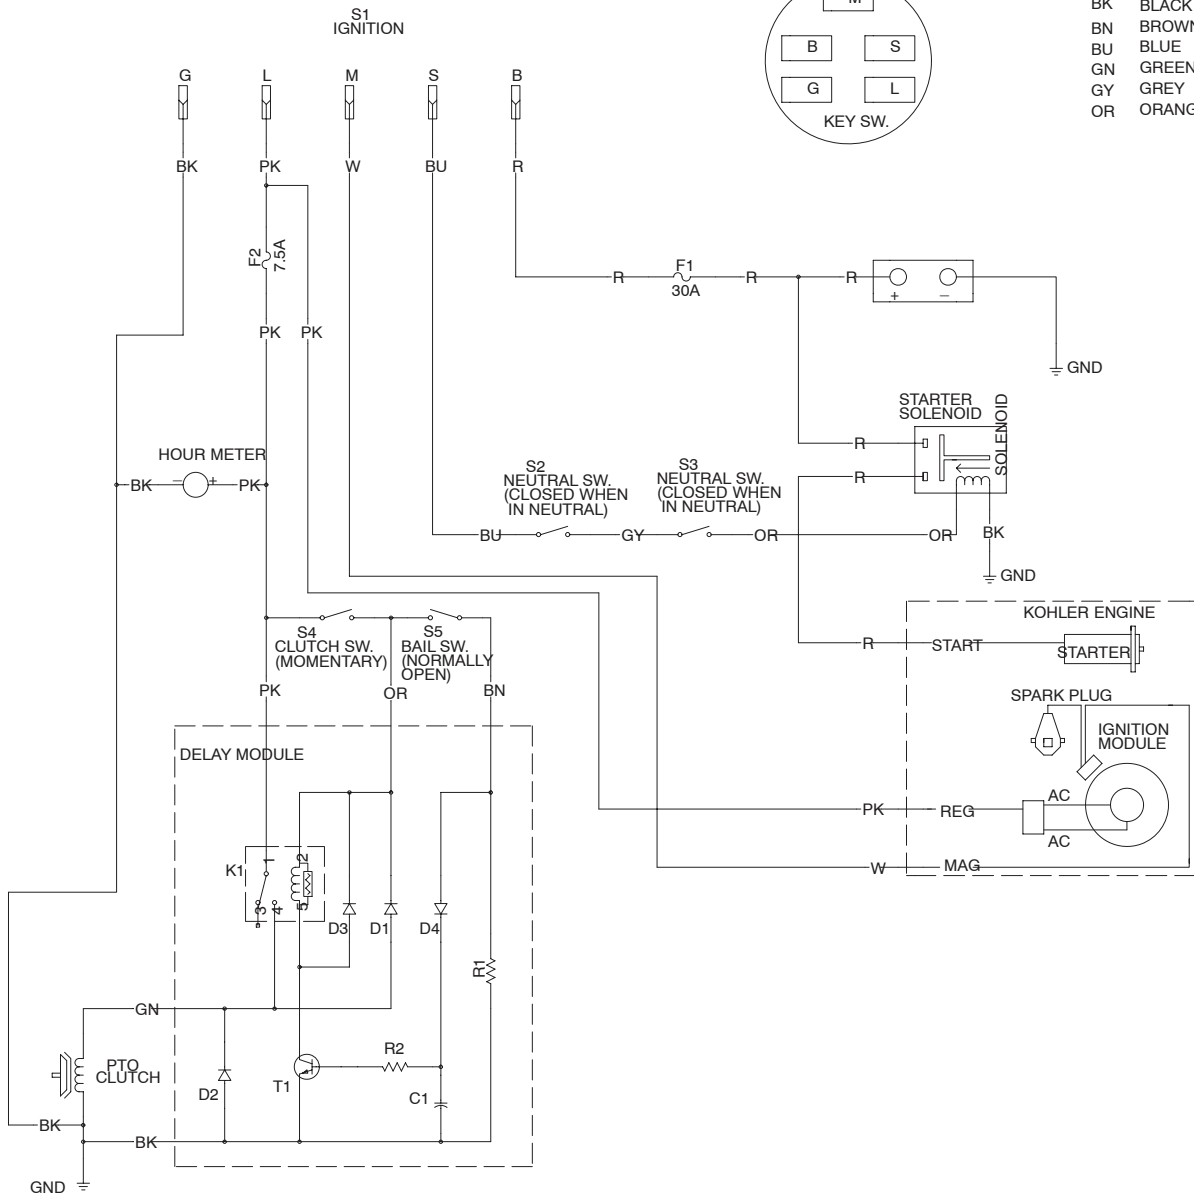 S1
IGNITION
M
B
S
G
L
KEY SW.
BK BLACK
BN BROWN
BU BLUE
GN GREEN
GY GREY
OR ORANG
G
L
M
S
B
BK
PK
W
BU
R
F2
7.5A
PK
PK
R
F1
30A
R
R
+
−
GND
STARTER
SOLENOID
SOLENOID
R
R
HOUR METER
BK
−
+
PK
S2
NEUTRAL SW.
(CLOSED WHEN
IN NEUTRAL)
S3
NEUTRAL SW.
(CLOSED WHEN
IN NEUTRAL)
BU
GY
OR
OR
BK
GND
S4
CLUTCH SW.
(MOMENTARY)
S5
BAIL SW.
(NORMALLY
OPEN)
PK
OR
BN
KOHLER ENGINE
R
START
STARTER
SPARK PLUG
IGNITION
MODULE
PK
REG
AC
AC
W
MAG
DELAY MODULE
K1
1
2
3
4
5
D3
D1
D4
R1
GN
PTO
CLUTCH
D2
T1
R2
C1
BK
BK
GND